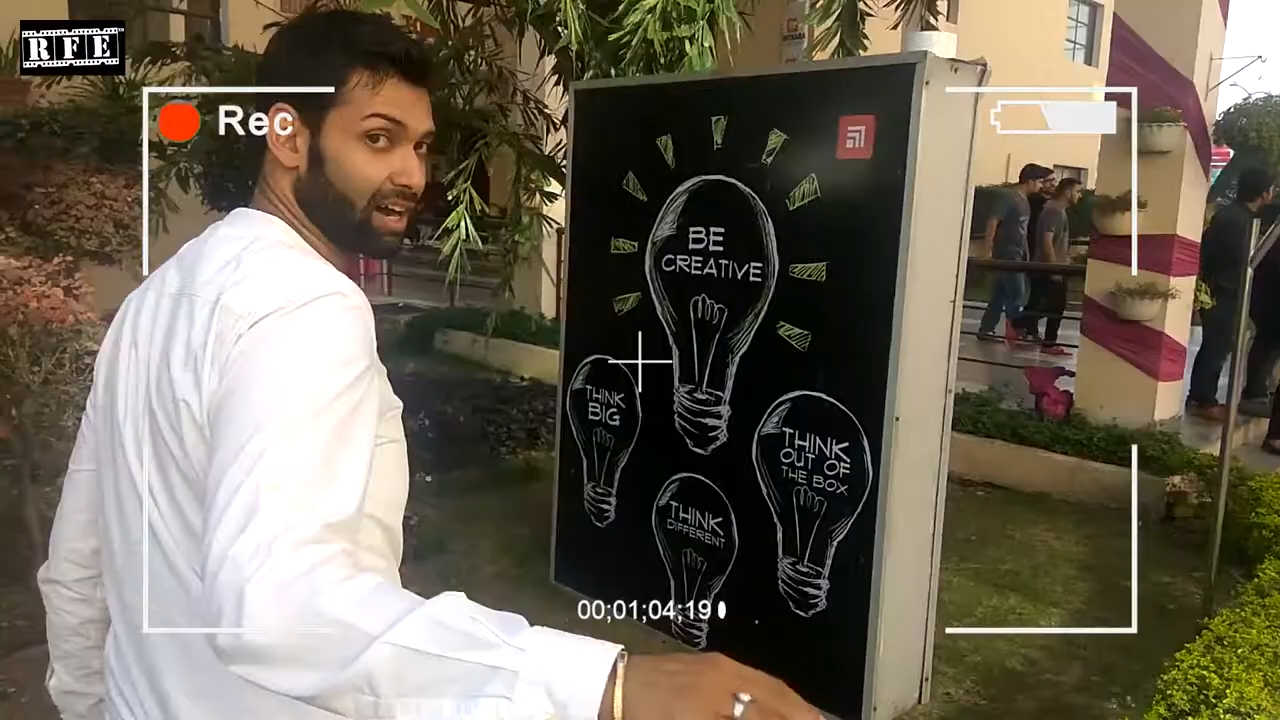 RFE
Rec
BE
CREATIVE
THINK
BIG
THINK
OUT OF
THE BOX
THINK
DIFFERENT
00;01;04;19